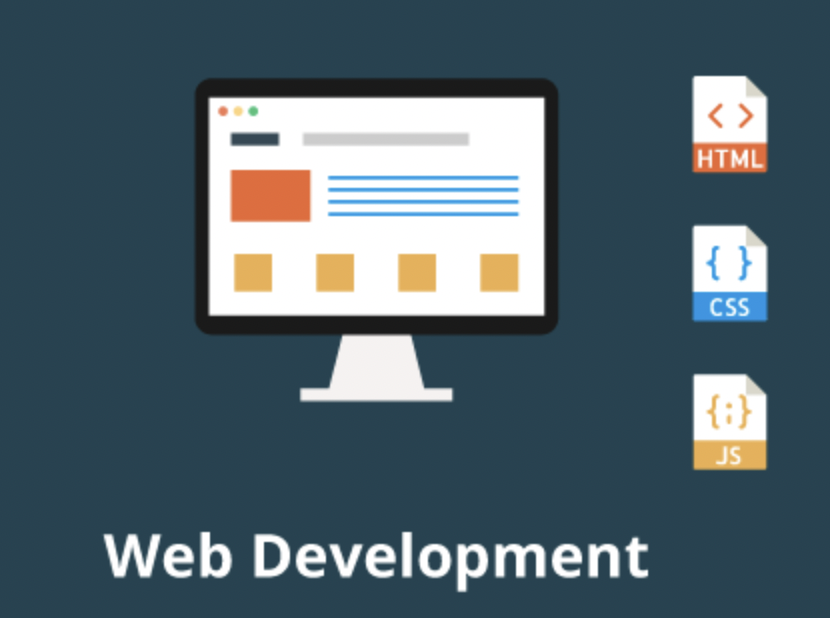 < >
HTML
{ }
CSS
{;}
JS
Web Development